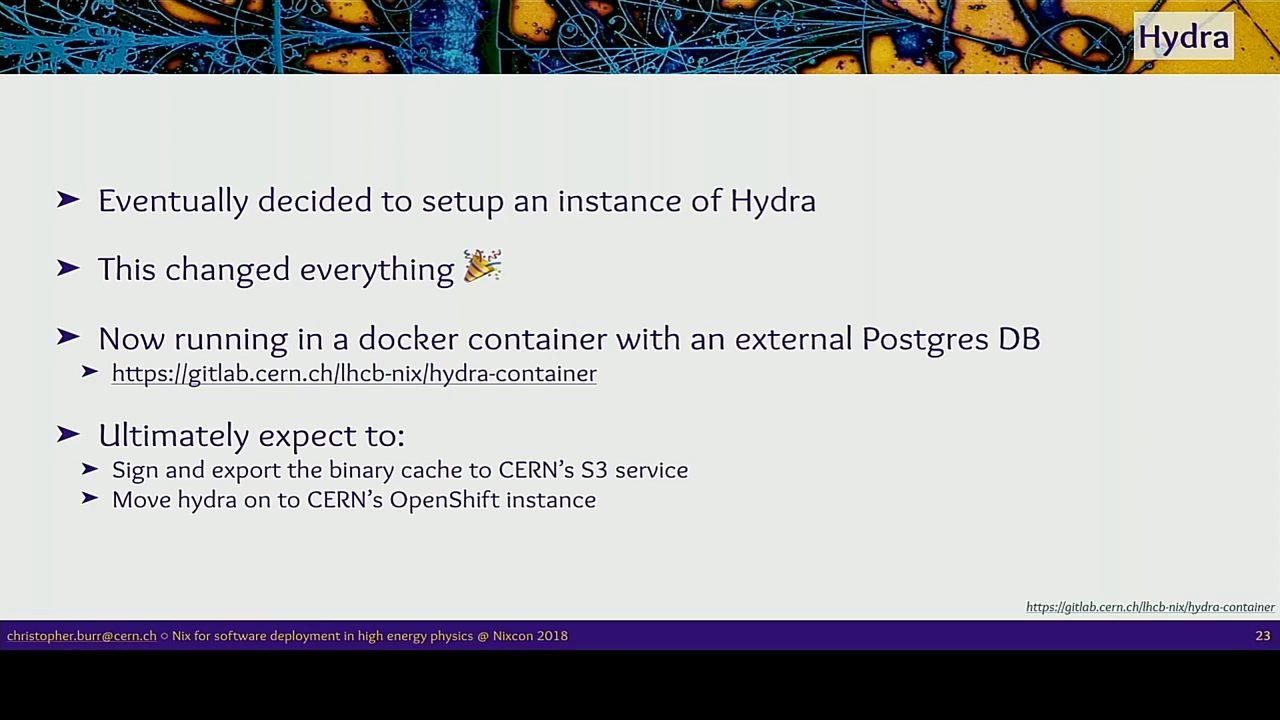 Hydra
➤ Eventually decided to setup an instance of Hydra
➤ This changed everything 🎉
➤ Now running in a docker container with an external Postgres DB
➤ https://gitlab.cern.ch/lhcb-nix/hydra-container
➤ Ultimately expect to:
➤ Sign and export the binary cache to CERN’s S3 service
➤ Move hydra on to CERN’s OpenShift instance
https://gitlab.cern.ch/lhcb-nix/hydra-container
christopher.burr@cern.ch ○ Nix for software deployment in high energy physics @ Nixcon 2018 23